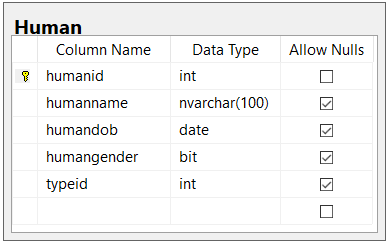 Human
Column Name Data Type Allow Nulls
humanid int
humanname nvarchar(100)
humandob date
humangender bit
typeid int